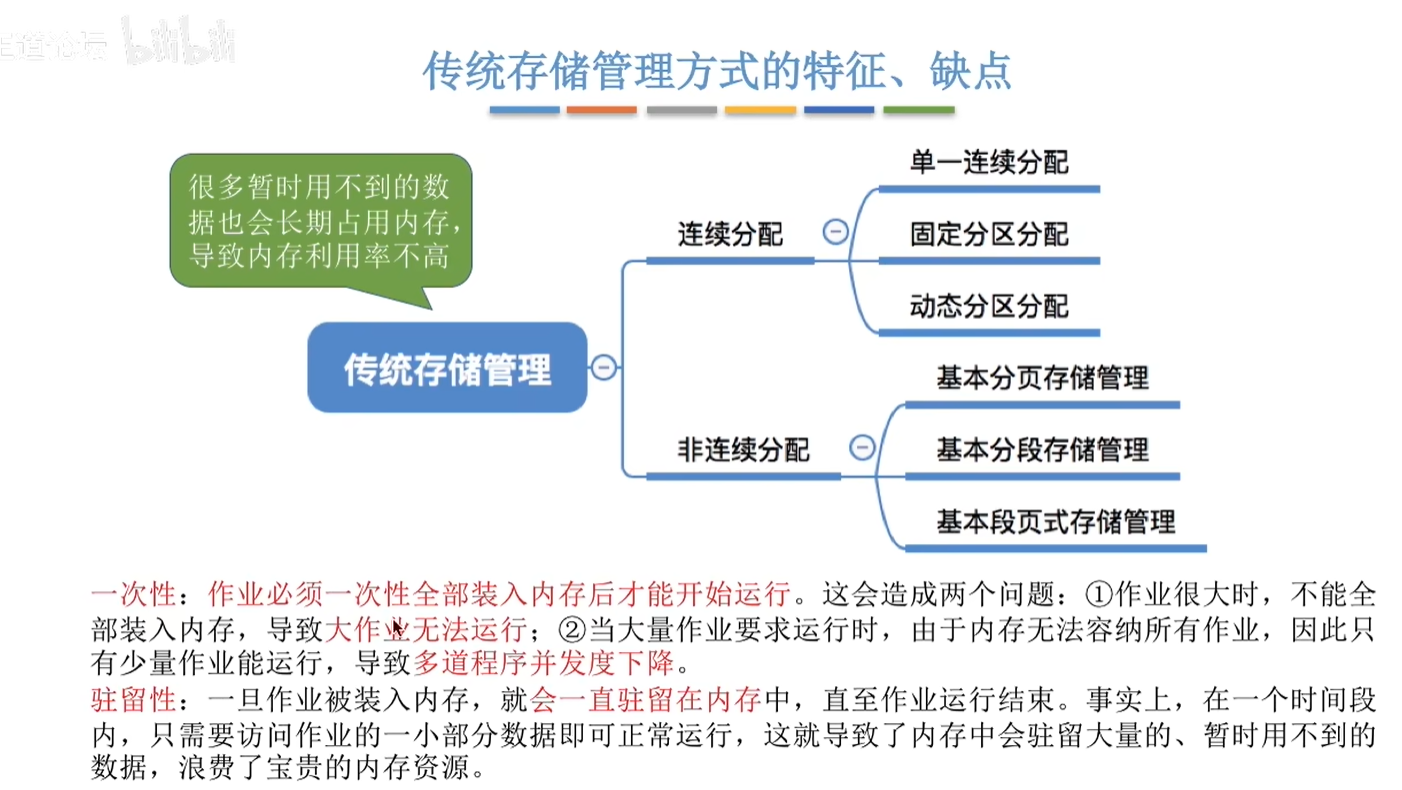 王道论坛 bilibili
传统存储管理方式的特征、缺点
很多暂时用不到的数
据也会长期占用内存，
导致内存利用率不高
传统存储管理
连续分配
单一连续分配
固定分区分配
动态分区分配
非连续分配
基本分页存储管理
基本分段存储管理
基本段页式存储管理
一次性：作业必须一次性全部装入内存后才能开始运行。这会造成两个问题：①作业很大时，不能全
部装入内存，导致大作业无法运行；②当大量作业要求运行时，由于内存无法容纳所有作业，因此只
有少量作业能运行，导致多道程序并发度下降。
驻留性：一旦作业被装入内存，就会一直驻留在内存中，直至作业运行结束。事实上，在一个时间段
内，只需要访问作业的一小部分数据即可正常运行，这就导致了内存中会驻留大量的、暂时用不到的
数据，浪费了宝贵的内存资源。